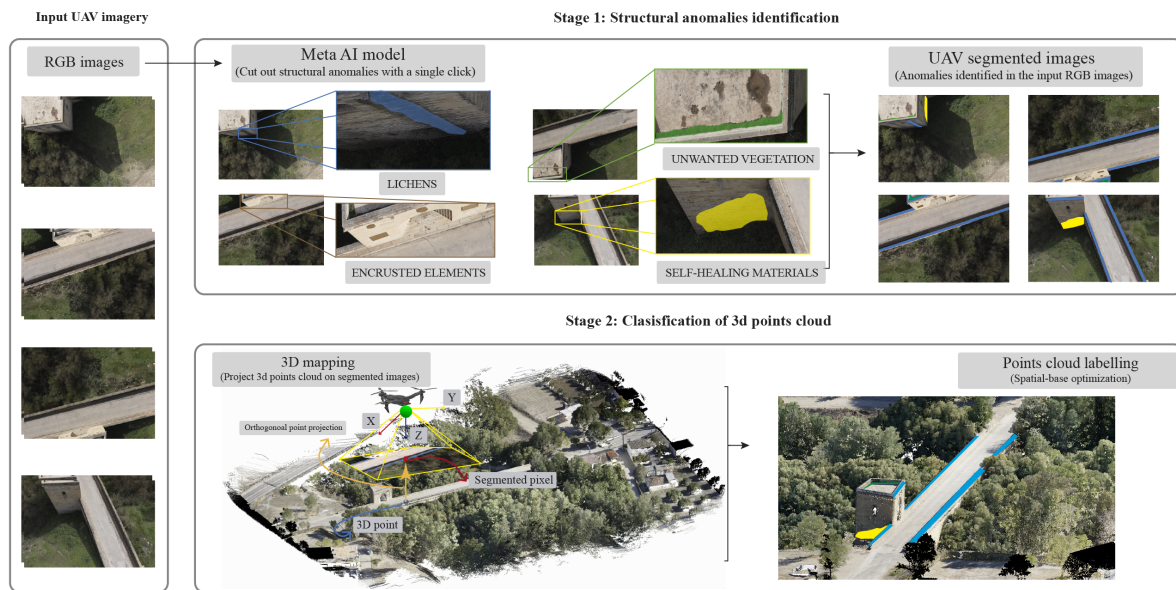 Input UAV imagery
RGB images
Stage 1: Structural anomalies identification
Meta AI model
(Cut out structural anomalies with a single click)
LICHENS
ENCRUSTED ELEMENTS
UNWANTED VEGETATION
SELF-HEALING MATERIALS
UAV segmented images
(Anomalies identified in the input RGB images)
Stage 2: Clasisfication of 3d points cloud
3D mapping
(Project 3d points cloud on segmented images)
Y
X
Z
Orthogonoal point projection
Segmented pixel
3D point
Points cloud labelling
(Spatial-base optimization)